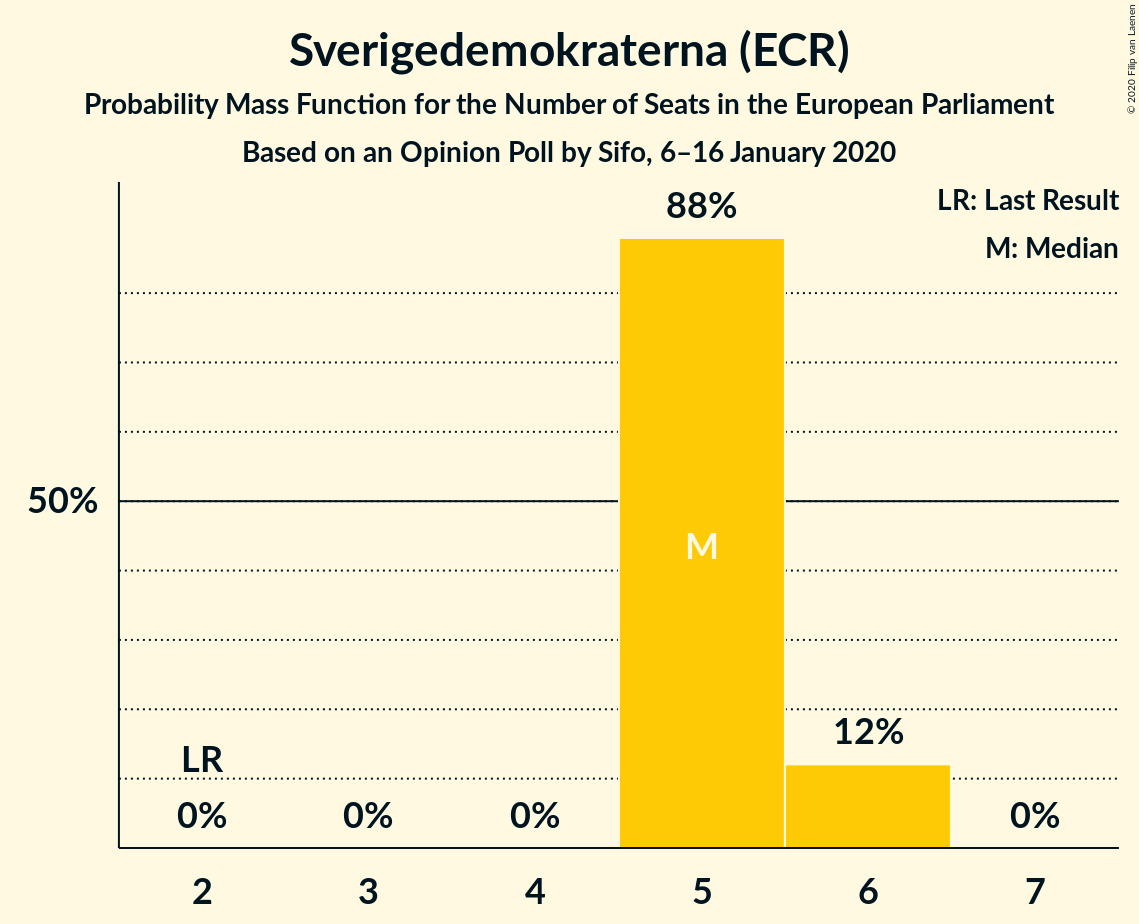 Sverigedemokraterna (ECR)
Probability Mass Function for the Number of Seats in the European Parliament
Based on an Opinion Poll by Sifo, 6–16 January 2020
© 2020 Filip van Laenen
LR: Last Result
M: Median
88%
50%
M
12%
LR
0%
0%
0%
0%
2
3
4
5
6
7